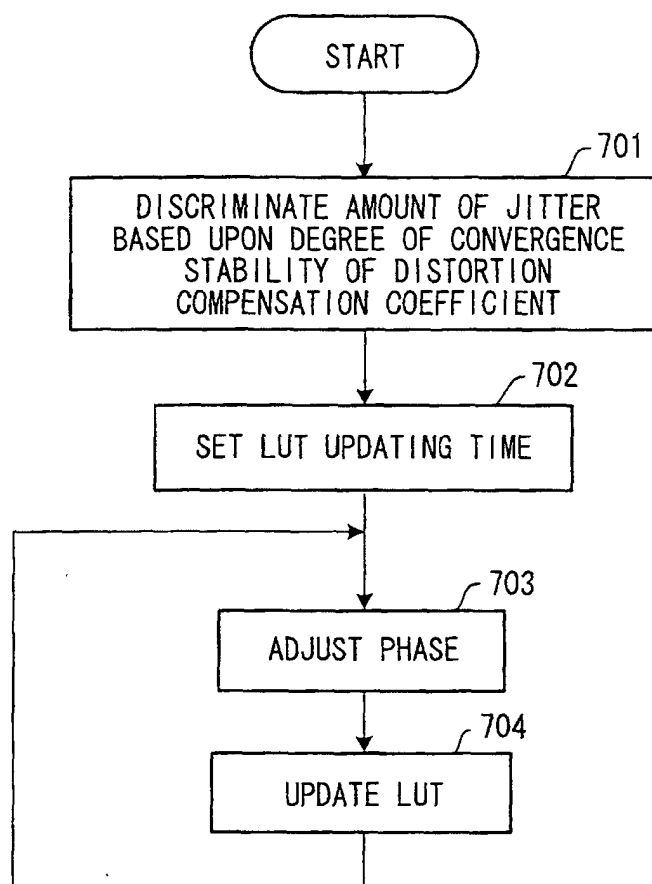 START
701
DISCRIMINATE AMOUNT OF JITTER
BASED UPON DEGREE OF CONVERGENCE
STABILITY OF DISTORTION
COMPENSATION COEFFICIENT
702
SET LUT UPDATING TIME
703
ADJUST PHASE
704
UPDATE LUT